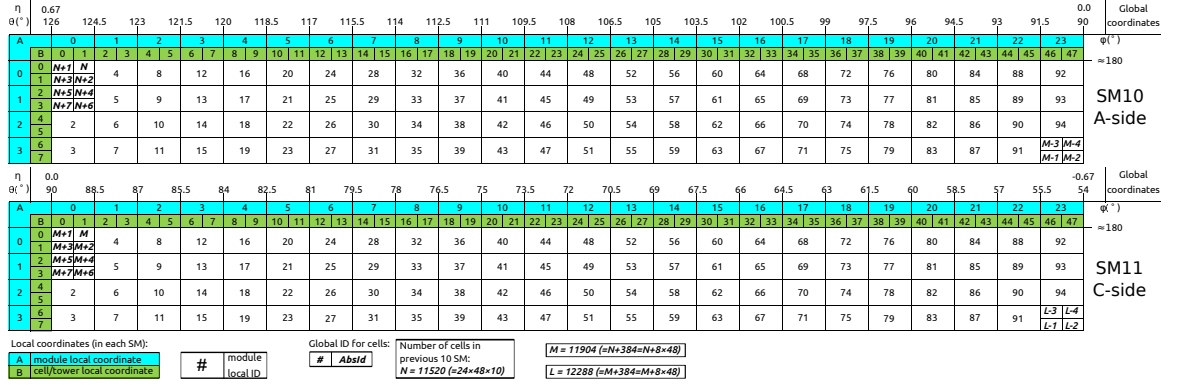 η 0.67 0.0 Global
θ(°) 126 124.5 123 121.5 120 118.5 117 115.5 114 112.5 111 109.5 108 106.5 105 103.5 102 100.5 99 97.5 96 94.5 93 91.5 90 coordinates
A 0 1 2 3 4 5 6 7 8 9 10 11 12 13 14 15 16 17 18 19 20 21 22 23 φ(°)
B 0 1 2 3 4 5 6 7 8 9 10 11 12 13 14 15 16 17 18 19 20 21 22 23 24 25 26 27 28 29 30 31 32 33 34 35 36 37 38 39 40 41 42 43 44 45 46 47
≈180
0 0 N+1 N 4 8 12 16 20 24 28 32 36 40 44 48 52 56 60 64 68 72 76 80 84 88 92
1 N+3 N+2
1 2 N+5 N+4 5 9 13 17 21 25 29 33 37 41 45 49 53 57 61 65 69 73 77 81 85 89 93
3 N+7 N+6
SM10
A-side
2 4 2 6 10 14 18 22 26 30 34 38 42 46 50 54 58 62 66 70 74 78 82 86 90 94
5
3 6 3 7 11 15 19 23 27 31 35 39 43 47 51 55 59 63 67 71 75 79 83 87 91 M-3 M-4
7 M-1 M-2
η 0.0 -0.67 Global
θ(°) 90 88.5 87 85.5 84 82.5 81 79.5 78 76.5 75 73.5 72 70.5 69 67.5 66 64.5 63 61.5 60 58.5 57 55.5 54 coordinates
A 0 1 2 3 4 5 6 7 8 9 10 11 12 13 14 15 16 17 18 19 20 21 22 23 φ(°)
B 0 1 2 3 4 5 6 7 8 9 10 11 12 13 14 15 16 17 18 19 20 21 22 23 24 25 26 27 28 29 30 31 32 33 34 35 36 37 38 39 40 41 42 43 44 45 46 47
≈180
0 0 M+1 M 4 8 12 16 20 24 28 32 36 40 44 48 52 56 60 64 68 72 76 80 84 88 92
1 M+3 M+2
1 2 M+5 M+4 5 9 13 17 21 25 29 33 37 41 45 49 53 57 61 65 69 73 77 81 85 89 93
3 M+7 M+6
SM11
C-side
2 4 2 6 10 14 18 22 26 30 34 38 42 46 50 54 58 62 66 70 74 78 82 86 90 94
5
3 6 3 7 11 15 19 23 27 31 35 39 43 47 51 55 59 63 67 71 75 79 83 87 91 L-3 L-4
7 L-1 L-2
Local coordinates (in each SM):
A module local coordinate
B cell/tower local coordinate
# module
local ID
Global ID for cells:
# AbsId
Number of cells in
previous 10 SM:
N = 11520 (=24×48×10)
M = 11904 (=N+384=N+8×48)
L = 12288 (=M+384=M+8×48)